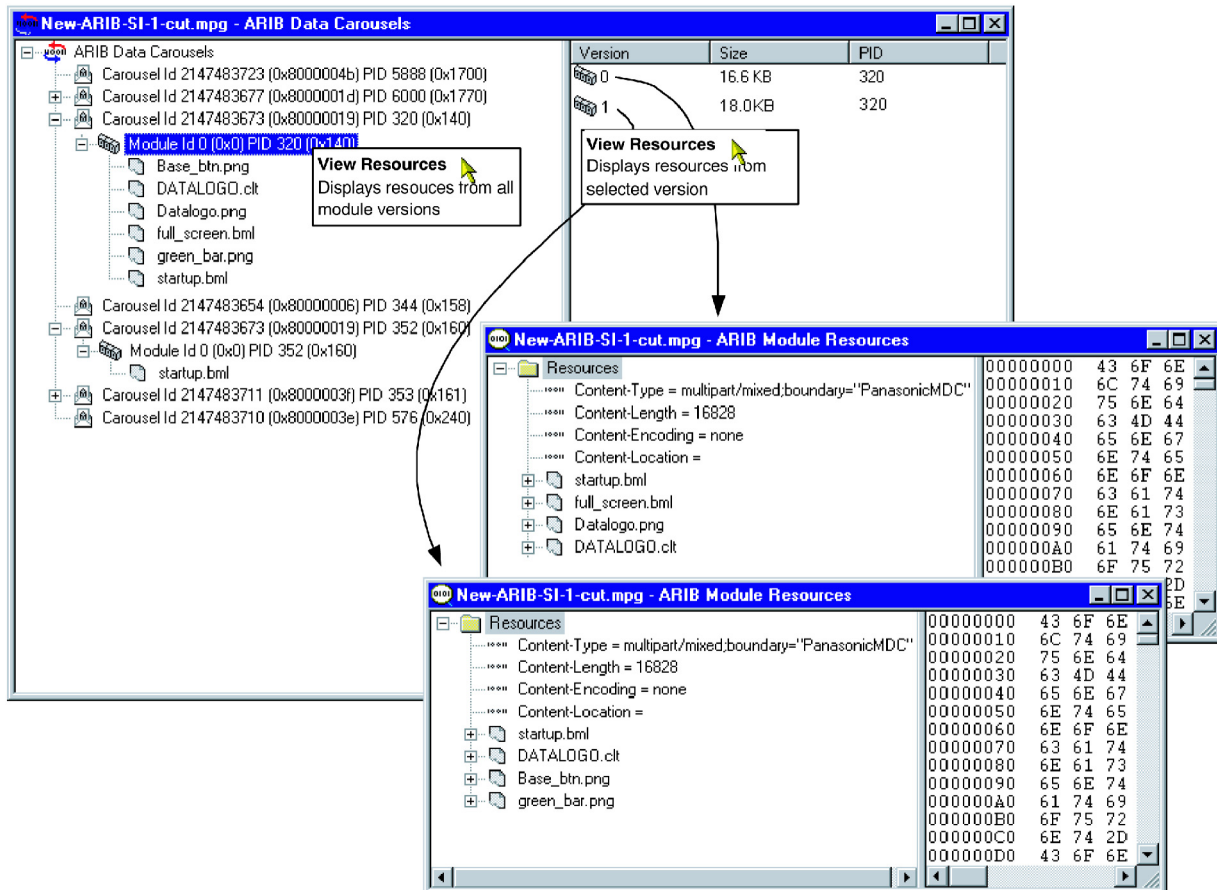 New-ARIB-SI-1-cut.mpg - ARIB Data Carousels
ARIB Data Carousels
Carousel Id 2147483723 (0x8000004b) PID 5888 (0x1700)
Carousel Id 2147483677 (0x8000001d) PID 6000 (0x1770)
Carousel Id 2147483673 (0x80000019) PID 320 (0x140)
Module Id 0 (0x0) PID 320 (0x140)
Base_btn.png
DATALOGO.clt
Datalogo.png
full_screen.bml
green_bar.png
startup.bml
Carousel Id 2147483654 (0x80000006) PID 344 (0x158)
Carousel Id 2147483673 (0x80000019) PID 352 (0x160)
Module Id 0 (0x0) PID 352 (0x160)
startup.bml
Carousel Id 2147483711 (0x8000003f) PID 353 (0x161)
Carousel Id 2147483710 (0x8000003e) PID 576 (0x240)
View Resources
Displays resouces from all
module versions
Version Size PID
0 16.6 KB 320
1 18.0KB 320
View Resources
Displays resources from
selected version
New-ARIB-SI-1-cut.mpg - ARIB Module Resources
Resources
Content-Type = multipart/mixed;boundary="PanasonicMDC"
Content-Length = 16828
Content-Encoding = none
Content-Location =
startup.bml
full_screen.bml
Datalogo.png
DATALOGO.clt
00000000 43 6F 6E
00000010 6C 74 69
00000020 75 6E 64
00000030 63 4D 44
00000040 65 6E 67
00000050 6E 74 65
00000060 6E 6F 6E
00000070 63 61 74
00000080 6E 61 73
00000090 65 6E 74
000000A0 61 74 69
000000B0 6F 75 72
2D
6E
New-ARIB-SI-1-cut.mpg - ARIB Module Resources
Resources
Content-Type = multipart/mixed;boundary="PanasonicMDC"
Content-Length = 16828
Content-Encoding = none
Content-Location =
startup.bml
DATALOGO.clt
Base_btn.png
green_bar.png
00000000 43 6F 6E
00000010 6C 74 69
00000020 75 6E 64
00000030 63 4D 44
00000040 65 6E 67
00000050 6E 74 65
00000060 6E 6F 6E
00000070 63 61 74
00000080 6E 61 73
00000090 65 6E 74
000000A0 61 74 69
000000B0 6F 75 72
000000C0 6E 74 2D
000000D0 43 6F 6E